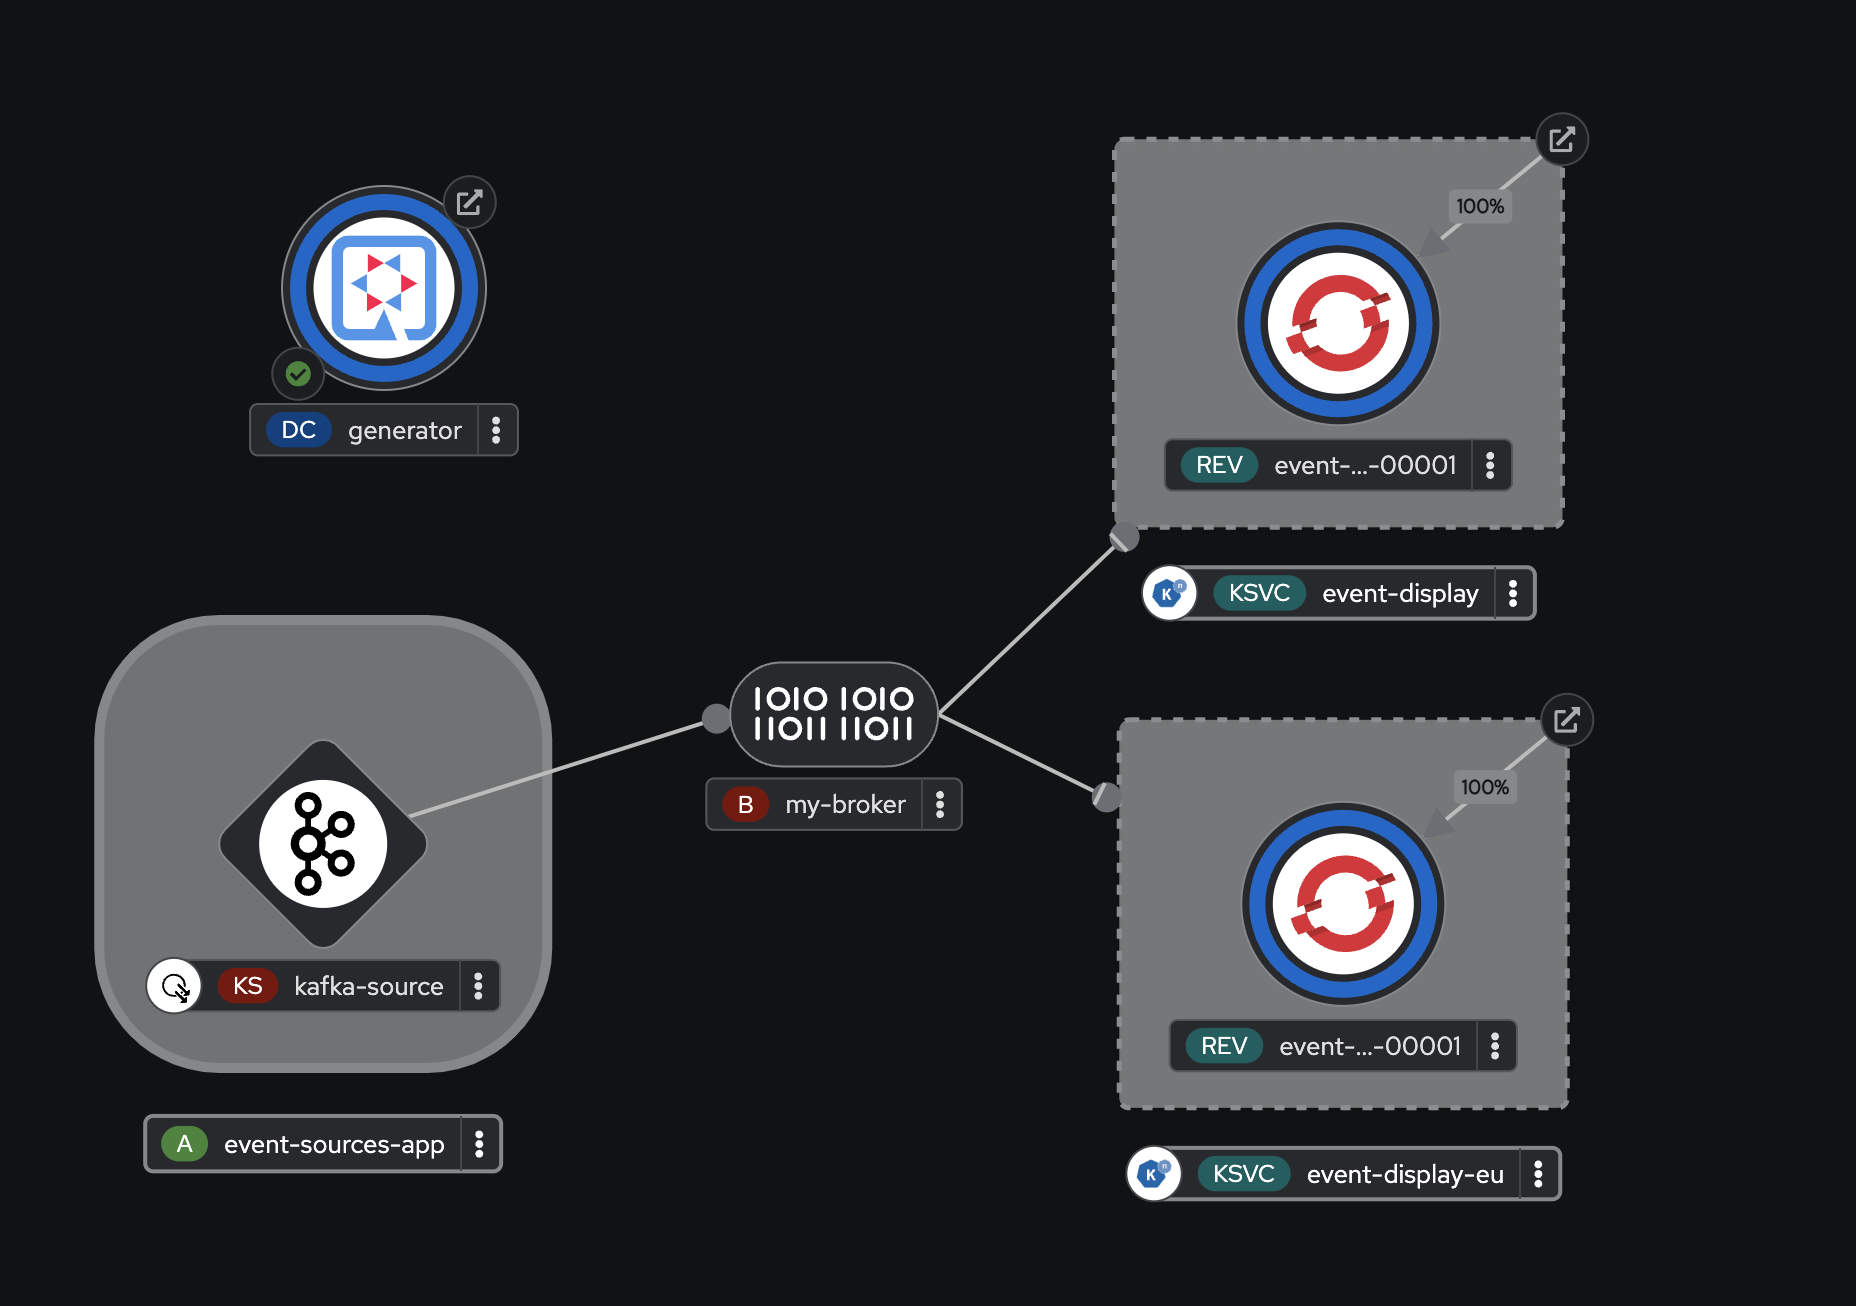 100%
DC generator
REV event-...-00001
KSVC event-display
1010 1010
11011 11011
B my-broker
100%
KS kafka-source
REV event-...-00001
A event-sources-app
KSVC event-display-eu